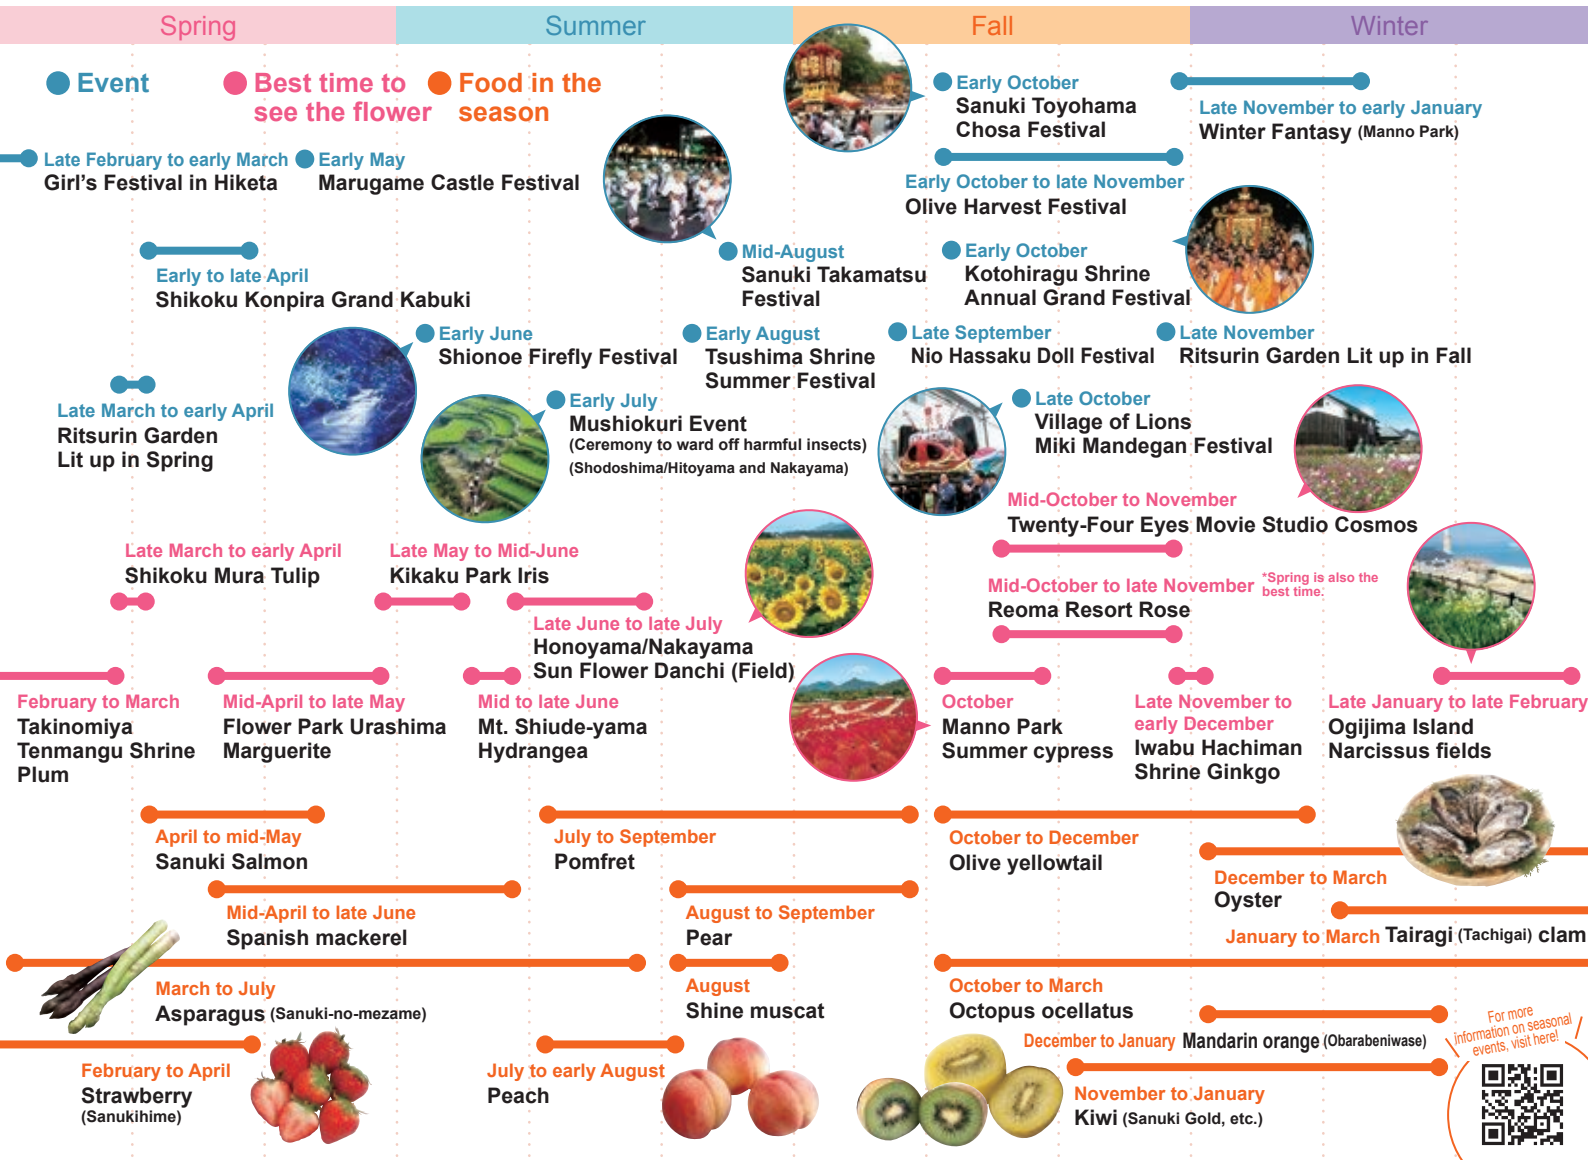 Spring
Summer
Fall
Winter
Event
Best time to
see the flower
Food in the
season
Early October
Sanuki Toyohama
Chosa Festival
Late November to early January
Winter Fantasy (Manno Park)
Late February to early March
Girl's Festival in Hiketa
Early May
Marugame Castle Festival
Early October to late November
Olive Harvest Festival
Early to late April
Shikoku Konpira Grand Kabuki
Mid-August
Sanuki Takamatsu
Festival
Early October
Kotohiragu Shrine
Annual Grand Festival
Early June
Shionoe Firefly Festival
Early August
Tsushima Shrine
Summer Festival
Late September
Nio Hassaku Doll Festival
Late November
Ritsurin Garden Lit up in Fall
Late March to early April
Ritsurin Garden
Lit up in Spring
Early July
Mushiokuri Event
(Ceremony to ward off harmful insects)
(Shodoshima/Hitoyama and Nakayama)
Late October
Village of Lions
Miki Mandegan Festival
Mid-October to November
Twenty-Four Eyes Movie Studio Cosmos
Late March to early April
Shikoku Mura Tulip
Late May to Mid-June
Kikaku Park Iris
Mid-October to late November
*Spring is also the
best time.
Reoma Resort Rose
Late June to late July
Honoyama/Nakayama
Sun Flower Danchi (Field)
February to March
Takinomiya
Tenmangu Shrine
Plum
Mid-April to late May
Flower Park Urashima
Marguerite
Mid to late June
Mt. Shiude-yama
Hydrangea
October
Manno Park
Summer cypress
Late November to
early December
Iwabu Hachiman
Shrine Ginkgo
Late January to late February
Ogijima Island
Narcissus fields
April to mid-May
Sanuki Salmon
July to September
Pomfret
October to December
Olive yellowtail
December to March
Oyster
Mid-April to late June
Spanish mackerel
August to September
Pear
January to March Tairagi (Tachigai) clam
March to July
Asparagus (Sanuki-no-mezame)
August
Shine muscat
October to March
Octopus ocellatus
December to January Mandarin orange (Obarabeniwase)
February to April
Strawberry
(Sanukihime)
July to early August
Peach
November to January
Kiwi (Sanuki Gold, etc.)
For more
information on seasonal
events, visit here!